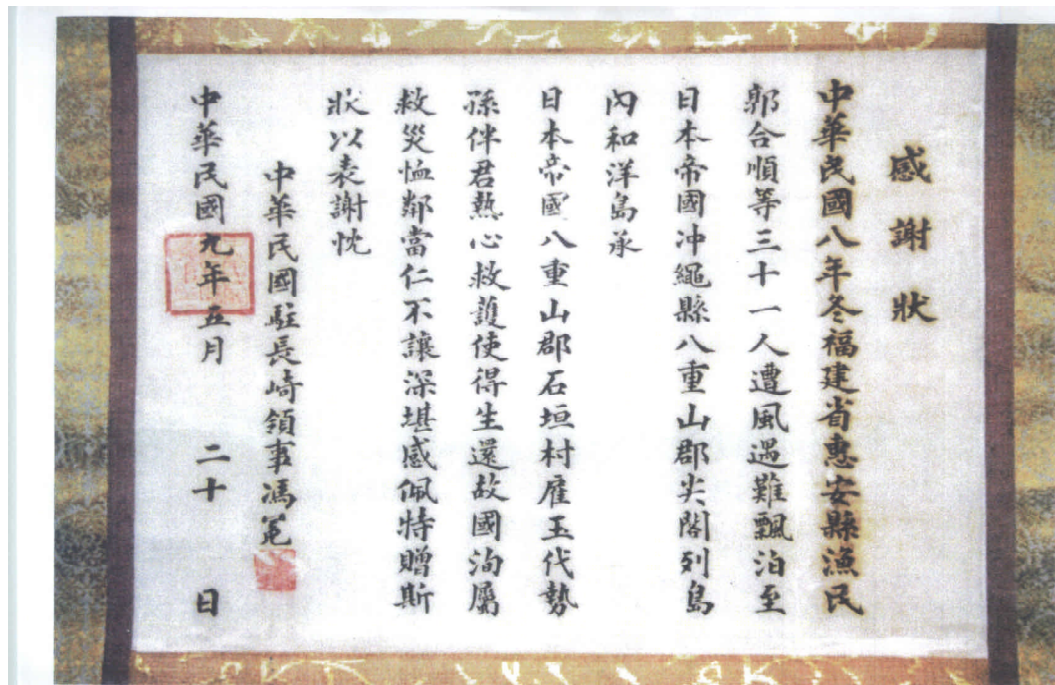 感謝狀
中華民國八年冬福建省惠安縣漁民
郭合順等三十一人遭風遇難飄泊至
日本帝國沖繩縣八重山郡尖閣列島
內和洋島承
日本帝國八重山郡石垣村雇玉代勢
孫伴君熱心救護使得生還故國洵屬
救災恤鄰當仁不讓深堪感佩特贈斯
狀以表謝忱
中華民國駐長崎領事馮冕
中華民國九年五月二十日